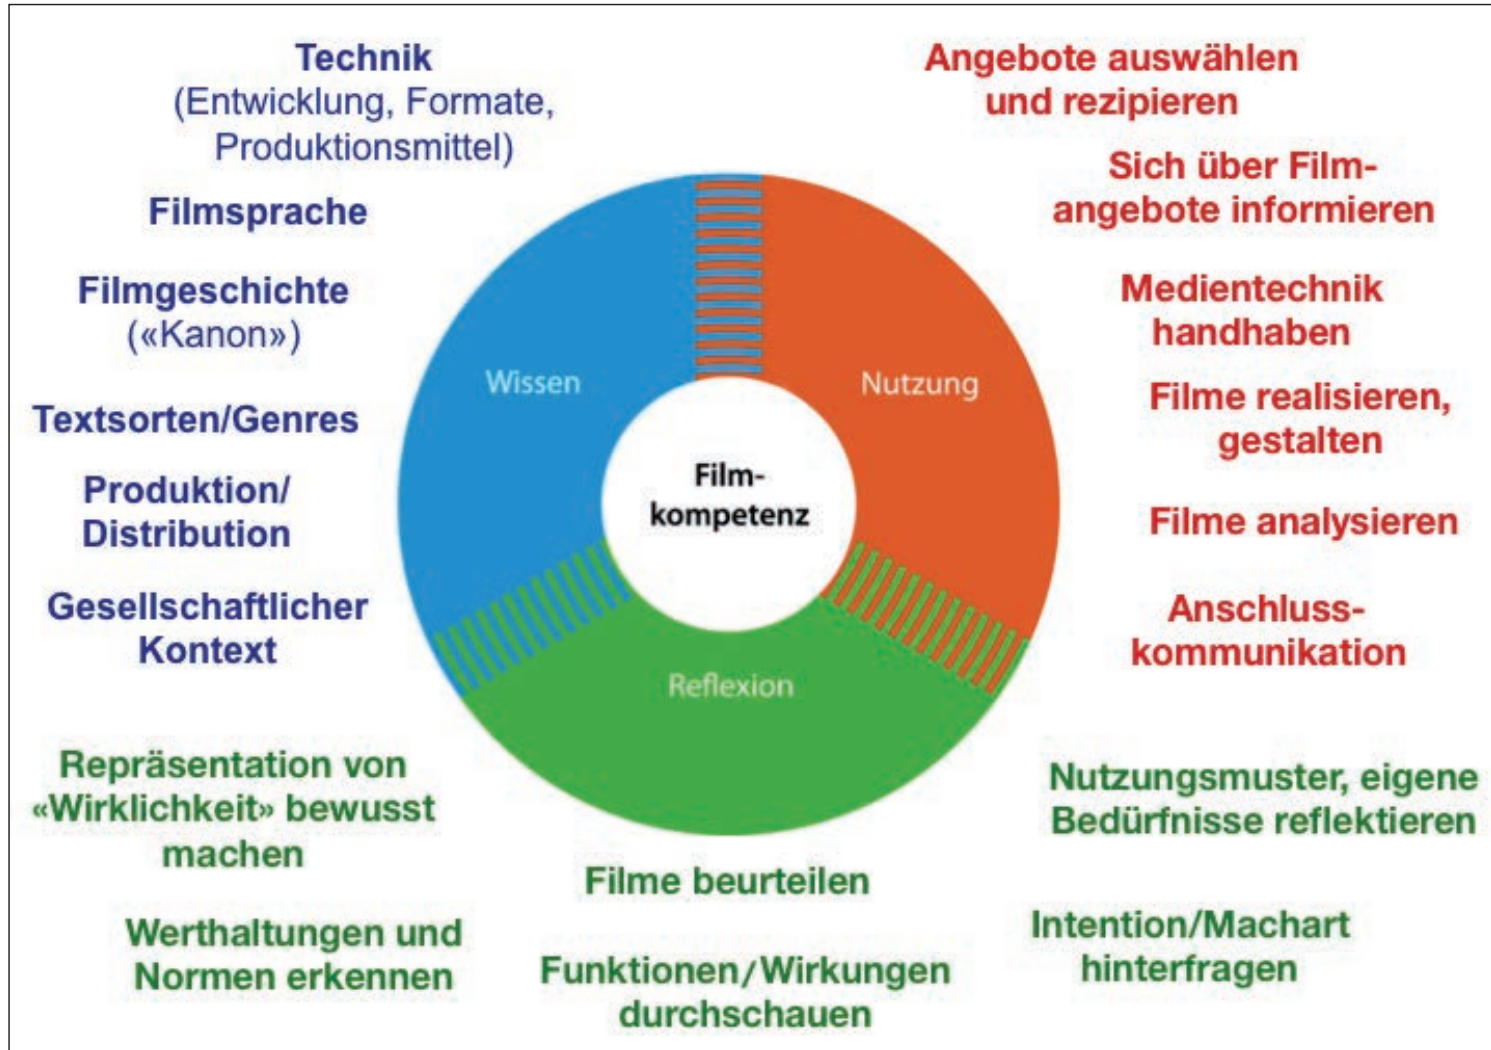 Technik
(Entwicklung, Formate,
Produktionsmittel)
Filmsprache
Filmgeschichte
(«Kanon»)
Textsorten/Genres
Produktion/
Distribution
Gesellschaftlicher
Kontext
Angebote auswählen
und rezipieren
Sich über Film-
angebote informieren
Medientechnik
handhaben
Filme realisieren,
gestalten
Filme analysieren
Anschluss-
kommunikation
Wissen
Nutzung
Film-
kompetenz
Reflexion
Repräsentation von
«Wirklichkeit» bewusst
machen
Werthaltungen und
Normen erkennen
Filme beurteilen
Funktionen/Wirkungen
durchschauen
Nutzungsmuster, eigene
Bedürfnisse reflektieren
Intention/Machart
hinterfragen